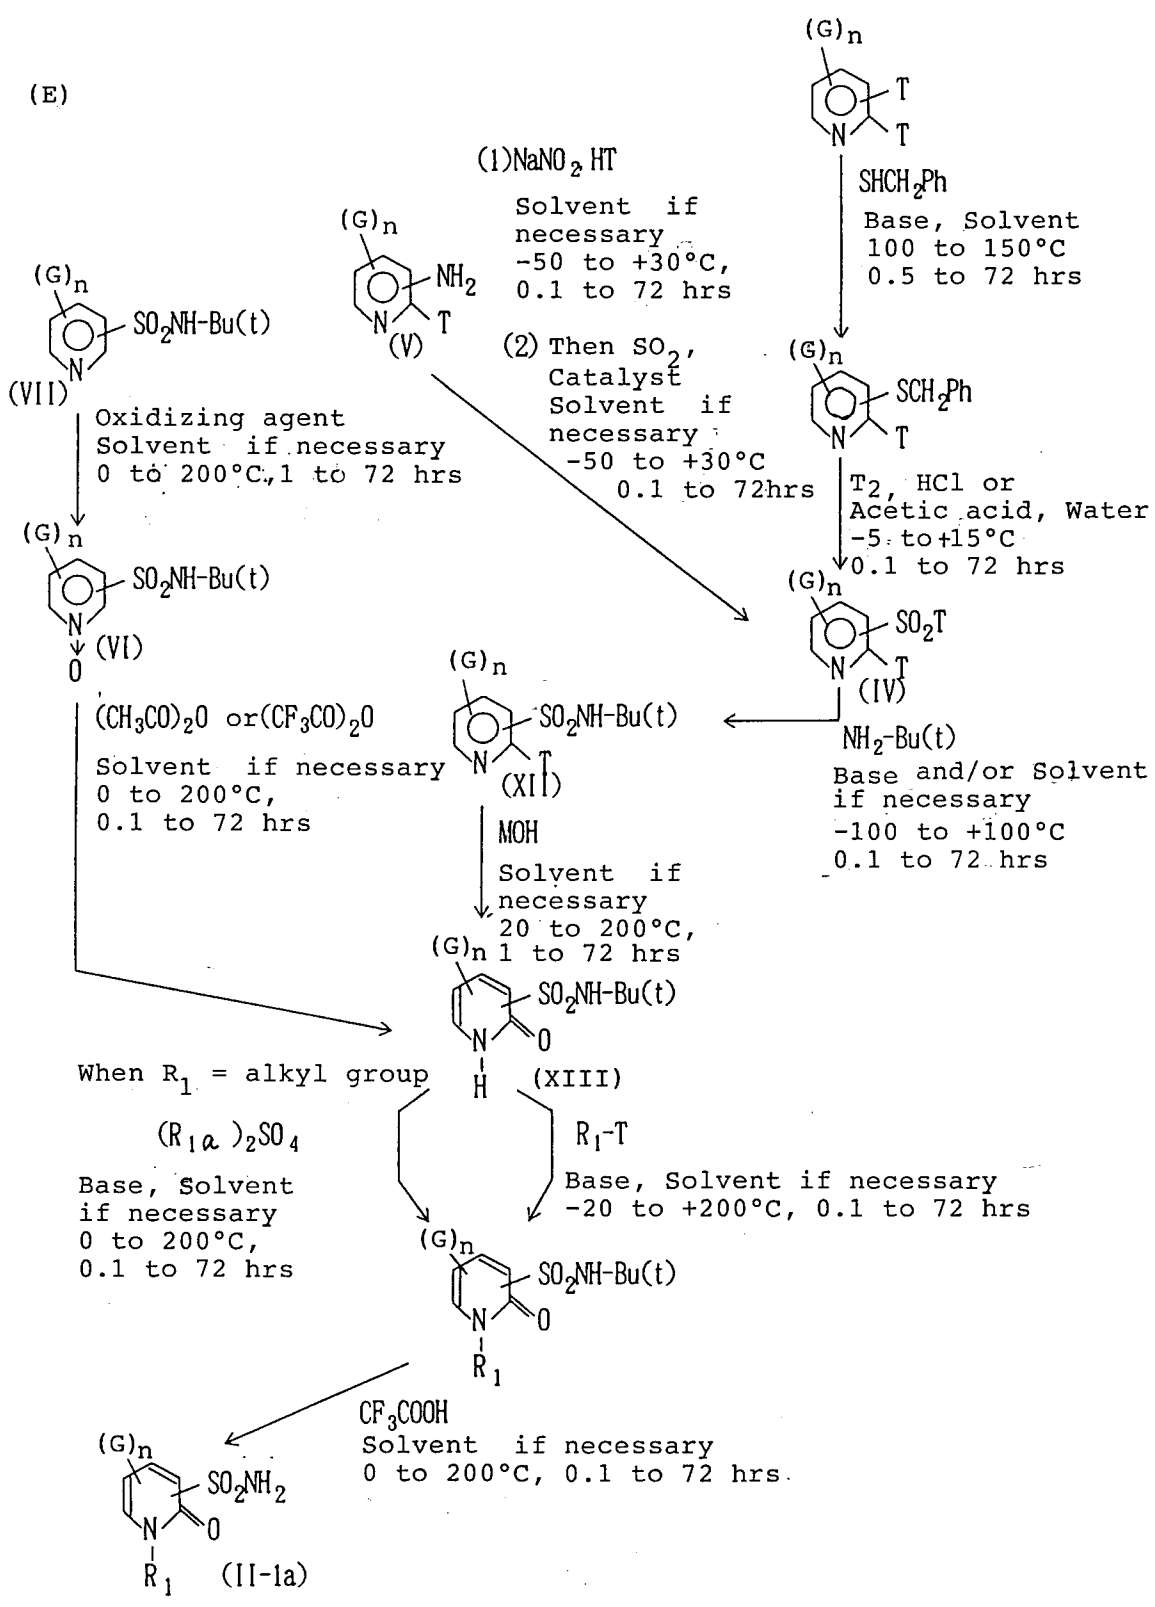 (E)
(G)n
T
N
T
SHCH2Ph
Base, Solvent
100 to 150°C
0.5 to 72 hrs
(1)NaNO2 HT
Solvent if
necessary
-50 to +30°C,
0.1 to 72 hrs
(G)n
NH2
N
T
(V)
(G)n
SO2NH-Bu(t)
N
(VII)
(2) Then SO2,
Catalyst
Solvent if
necessary
-50 to +30°C
0.1 to 72hrs
(G)n
SCH2Ph
N
T
Oxidizing agent
Solvent if necessary
0 to 200°C, 1 to 72 hrs
T2, HCl or
Acetic acid, Water
-5 to +15°C
0.1 to 72 hrs
(G)n
SO2NH-Bu(t)
N
O
(VI)
(G)n
SO2T
N
T
(IV)
(CH3CO)2O or(CF3CO)2O
Solvent if necessary
0 to 200°C,
0.1 to 72 hrs
(G)n
SO2NH-Bu(t)
N
T
(XII)
NH2-Bu(t)
Base and/or Solvent
if necessary
-100 to +100°C
0.1 to 72 hrs
MOH
Solvent if
necessary
20 to 200°C,
1 to 72 hrs
(G)n
SO2NH-Bu(t)
N
O
H
(XIII)
When R1 = alkyl group
(R1a)2SO4
Base, Solvent
if necessary
0 to 200°C,
0.1 to 72 hrs
R1-T
Base, Solvent if necessary
-20 to +200°C, 0.1 to 72 hrs
(G)n
SO2NH-Bu(t)
N
O
R1
CF3COOH
Solvent if necessary
0 to 200°C, 0.1 to 72 hrs
(G)n
SO2NH2
N
O
R1
(II-1a)